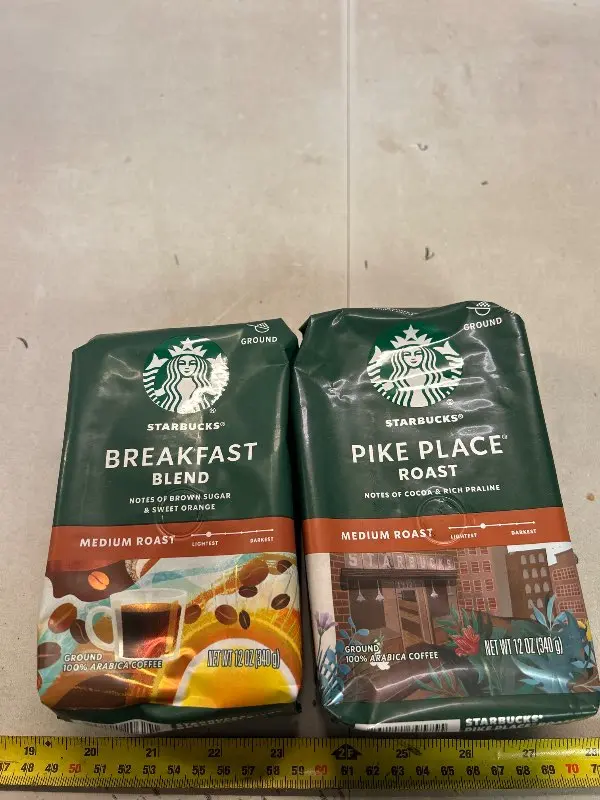 GROUND
STARBUCKS®
BREAKFAST
BLEND
NOTES OF BROWN SUGAR
& SWEET ORANGE
MEDIUM ROAST
LIGHTEST
DARKEST
GROUND
100% ARABICA COFFEE
NET WT 12 OZ (340 g)
GROUND
STARBUCKS®
PIKE PLACE
ROAST
NOTES OF COCOA & RICH PRALINE
MEDIUM ROAST
LIGHTEST
DARKEST
GROUND
100% ARABICA COFFEE
NET WT 12 OZ (340 g)
STARBUCKS®
PIKE PLACE
19 20 21 22 23 25 26 27
48 49 50 51 52 53 54 55 56 57 58 59 60 61 62 63 64 65 66 67 68 69 70